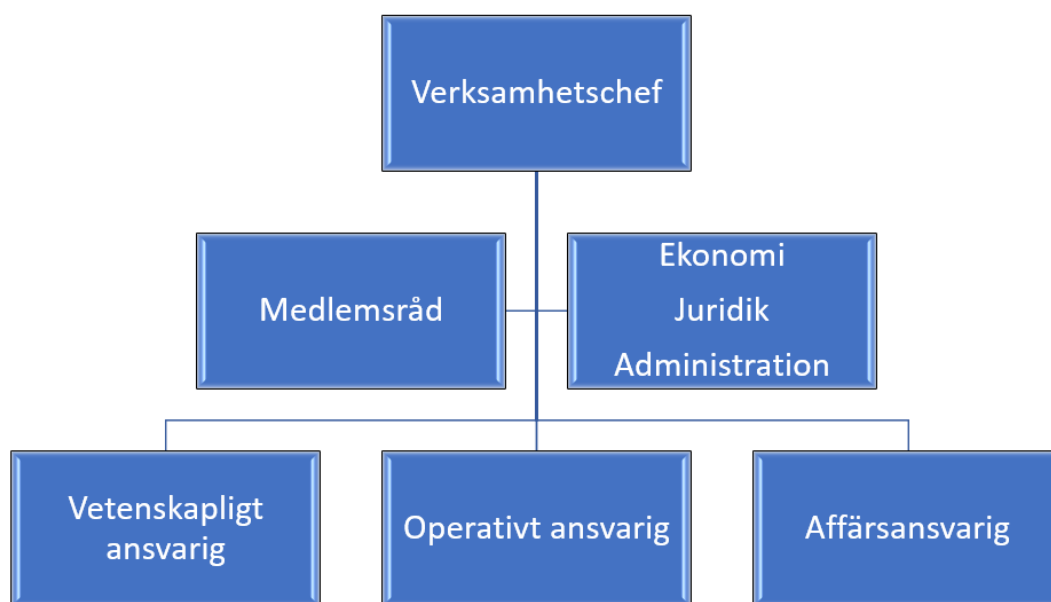 Verksamhetschef
Medlemsråd
Ekonomi
Juridik
Administration
Vetenskapligt
ansvarig
Operativt ansvarig
Affärsansvarig